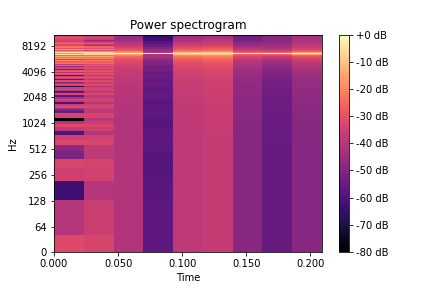 Power spectrogram
8192
4096
2048
1024
512
256
128
64
0
Hz
0.000 0.050 0.100 0.150 0.200
Time
+0 dB
-10 dB
-20 dB
-30 dB
-40 dB
-50 dB
-60 dB
-70 dB
-80 dB